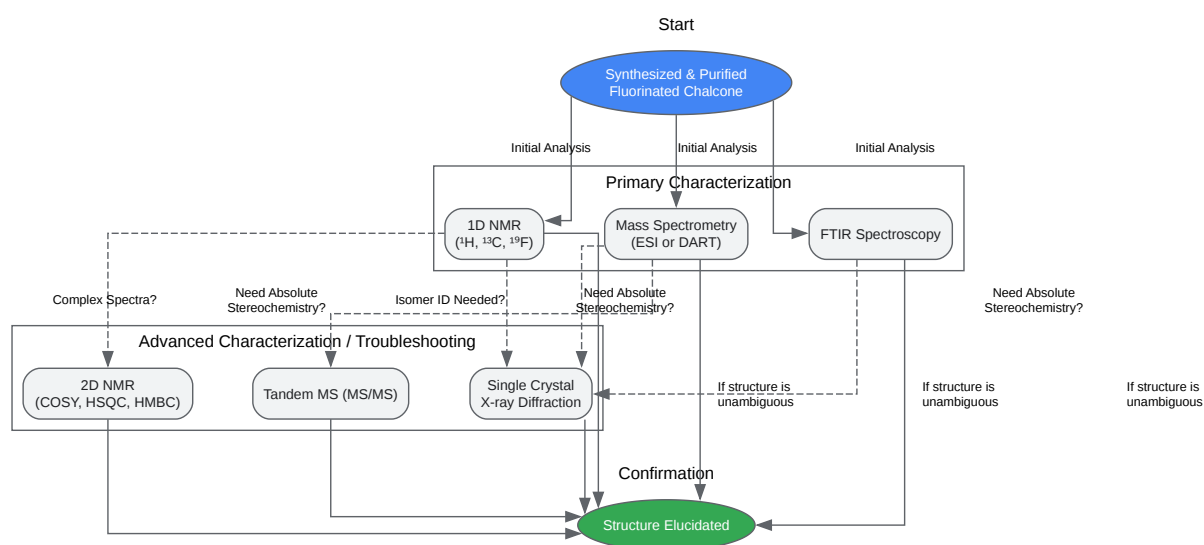 Start
Synthesized & Purified
Fluorinated Chalcone
Initial Analysis
Initial Analysis
Initial Analysis
Primary Characterization
1D NMR
(¹H, ¹³C, ¹⁹F)
Mass Spectrometry
(ESI or DART)
FTIR Spectroscopy
Complex Spectra?
Need Absolute
Stereochemistry?
Isomer ID Needed?
Need Absolute
Stereochemistry?
Need Absolute
Stereochemistry?
Advanced Characterization / Troubleshooting
2D NMR
(COSY, HSQC, HMBC)
Tandem MS (MS/MS)
Single Crystal
X-ray Diffraction
If structure is
unambiguous
If structure is
unambiguous
If structure is
unambiguous
Confirmation
Structure Elucidated